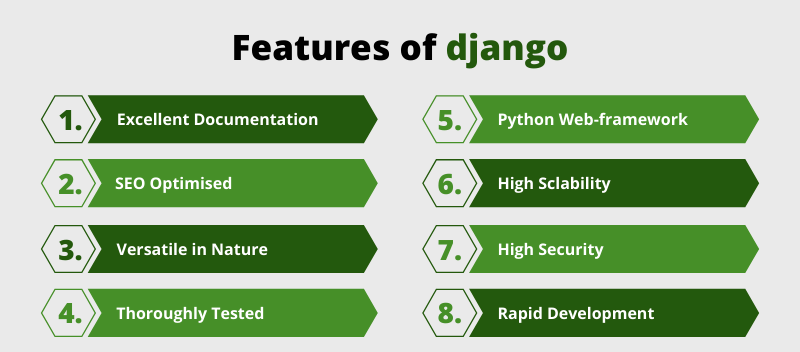 Features of django
1. Excellent Documentation
2. SEO Optimised
3. Versatile in Nature
4. Thoroughly Tested
5. Python Web-framework
6. High Sclability
7. High Security
8. Rapid Development